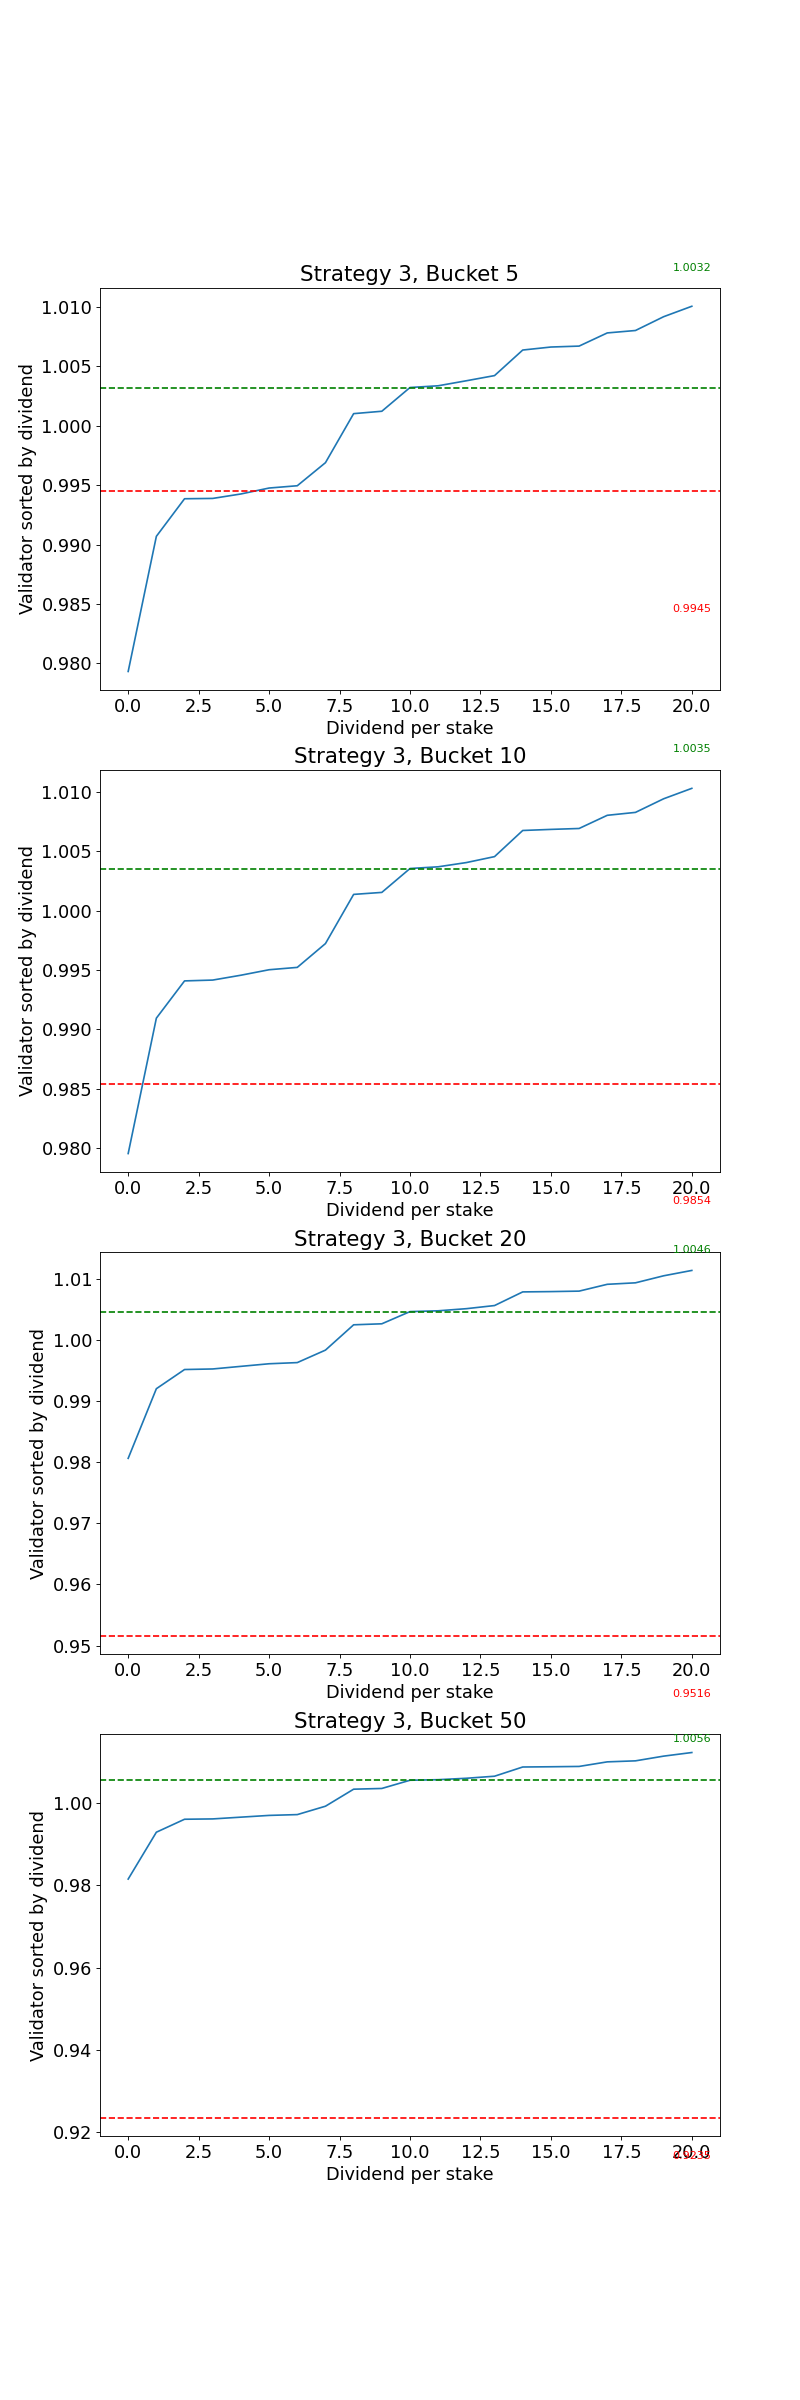 1.0032
Strategy 3, Bucket 5
1.010
1.005
1.000
0.995
0.990
0.985
0.980
0.9945
Validator sorted by dividend
0.0 2.5 5.0 7.5 10.0 12.5 15.0 17.5 20.0
Dividend per stake
1.0035
Strategy 3, Bucket 10
1.010
1.005
1.000
0.995
0.990
0.985
0.980
Validator sorted by dividend
0.0 2.5 5.0 7.5 10.0 12.5 15.0 17.5 20.0
0.9854
Dividend per stake
Strategy 3, Bucket 20
1.0046
1.01
1.00
0.99
0.98
0.97
0.96
0.95
Validator sorted by dividend
0.0 2.5 5.0 7.5 10.0 12.5 15.0 17.5 20.0
Dividend per stake
0.9516
Strategy 3, Bucket 50
1.0056
1.00
0.98
0.96
0.94
0.92
Validator sorted by dividend
0.0 2.5 5.0 7.5 10.0 12.5 15.0 17.5 20.0
0.9235
Dividend per stake